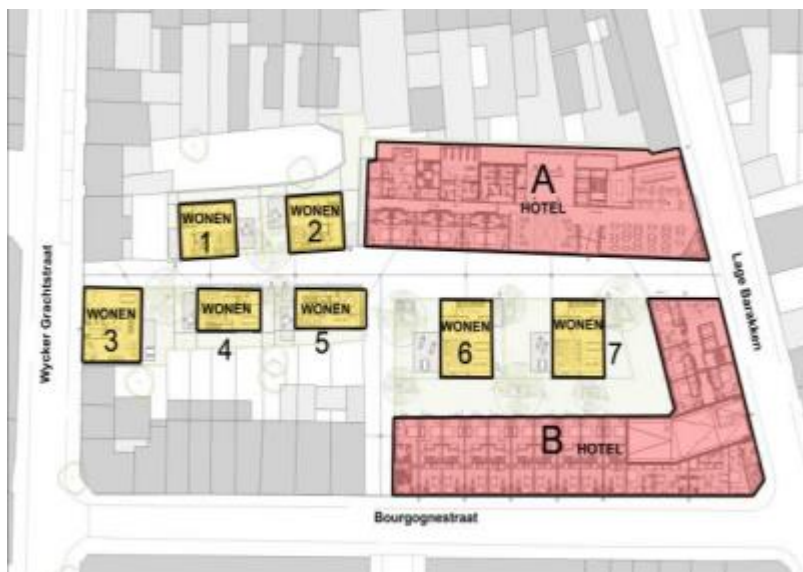 A
HOTEL
WONEN
1
WONEN
2
Wycker Grachtstraat
Lage Barakken
WONEN
3
WONEN
4
WONEN
5
WONEN
6
WONEN
7
B HOTEL
Bourgognestraat